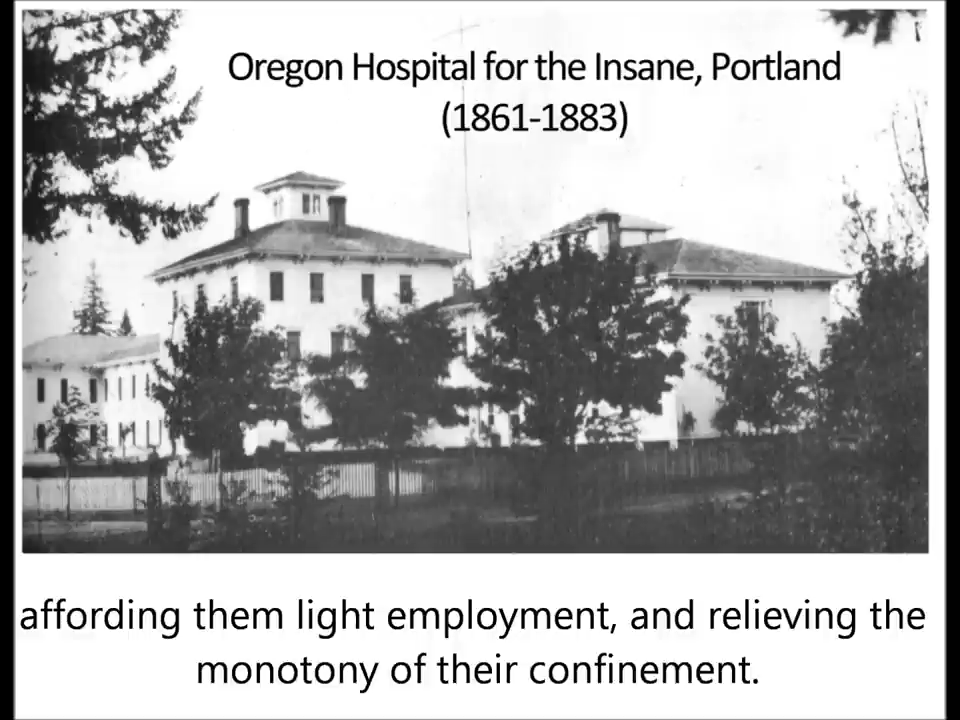 Oregon Hospital for the Insane, Portland
(1861-1883)
affording them light employment, and relieving the
monotony of their confinement.